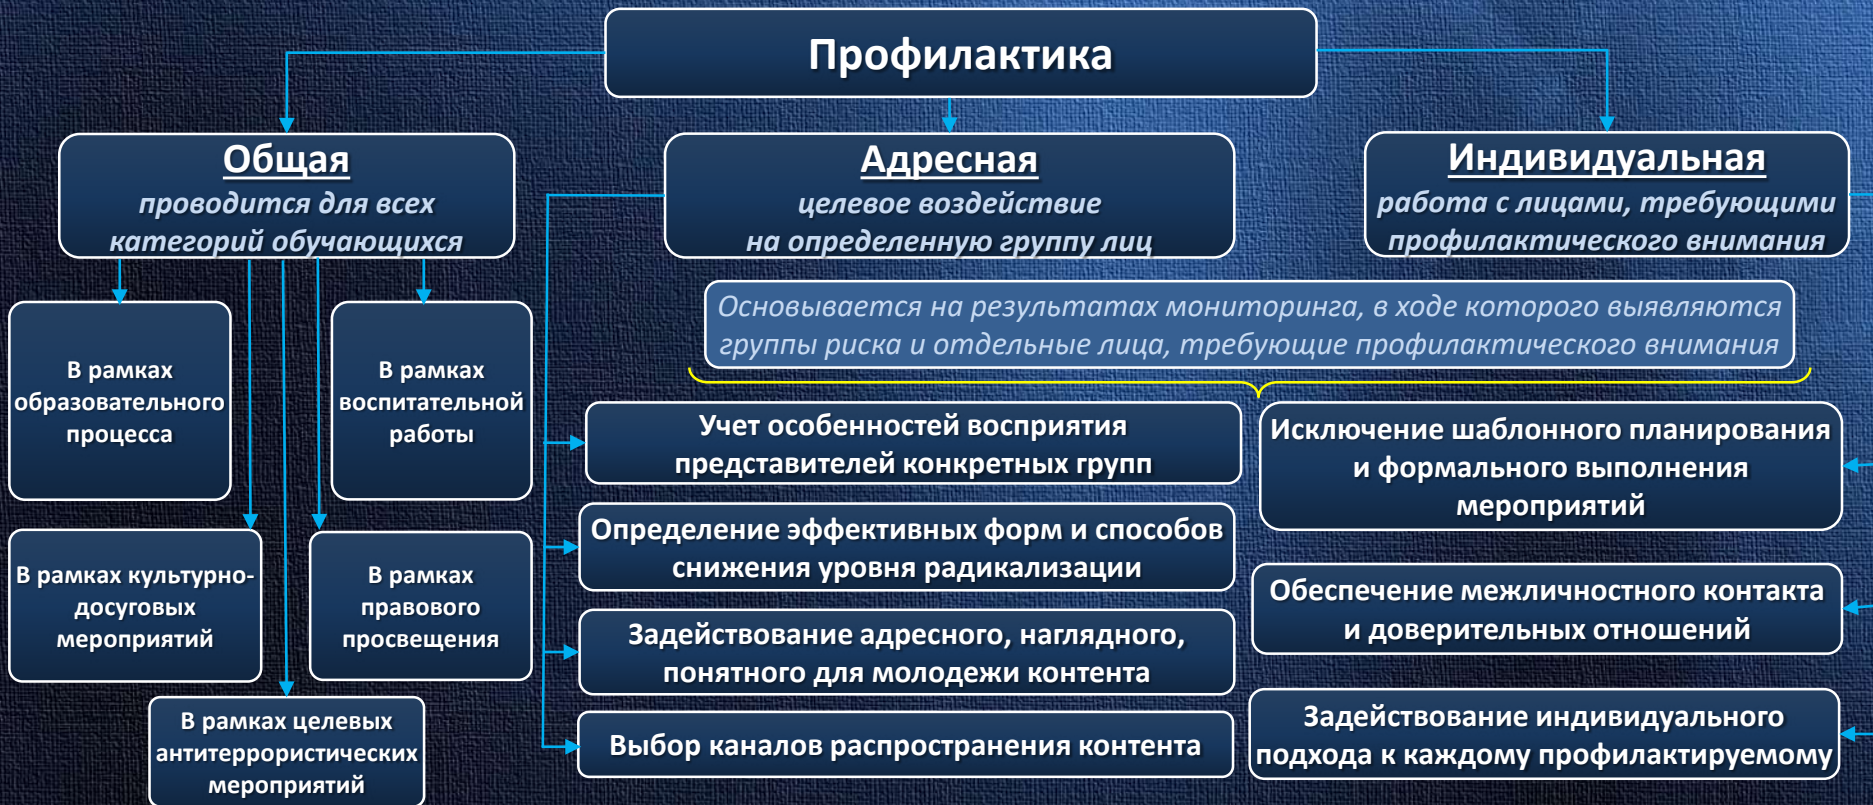 Профилактика
Общая
проводится для всех
категорий обучающихся
Адресная
целевое воздействие
на определенную группу лиц
Индивидуальная
работа с лицами, требующими
профилактического внимания
Основывается на результатах мониторинга, в ходе которого выявляются
группы риска и отдельные лица, требующие профилактического внимания
В рамках
образовательного
процесса
В рамках
воспитательной
работы
В рамках культурно-
досуговых
мероприятий
В рамках
правового
просвещения
В рамках целевых
антитеррористических
мероприятий
Учет особенностей восприятия
представителей конкретных групп
Определение эффективных форм и способов
снижения уровня радикализации
Задействование адресного, наглядного,
понятного для молодежи контента
Выбор каналов распространения контента
Исключение шаблонного планирования
и формального выполнения
мероприятий
Обеспечение межличностного контакта
и доверительных отношений
Задействование индивидуального
подхода к каждому профилактируемому